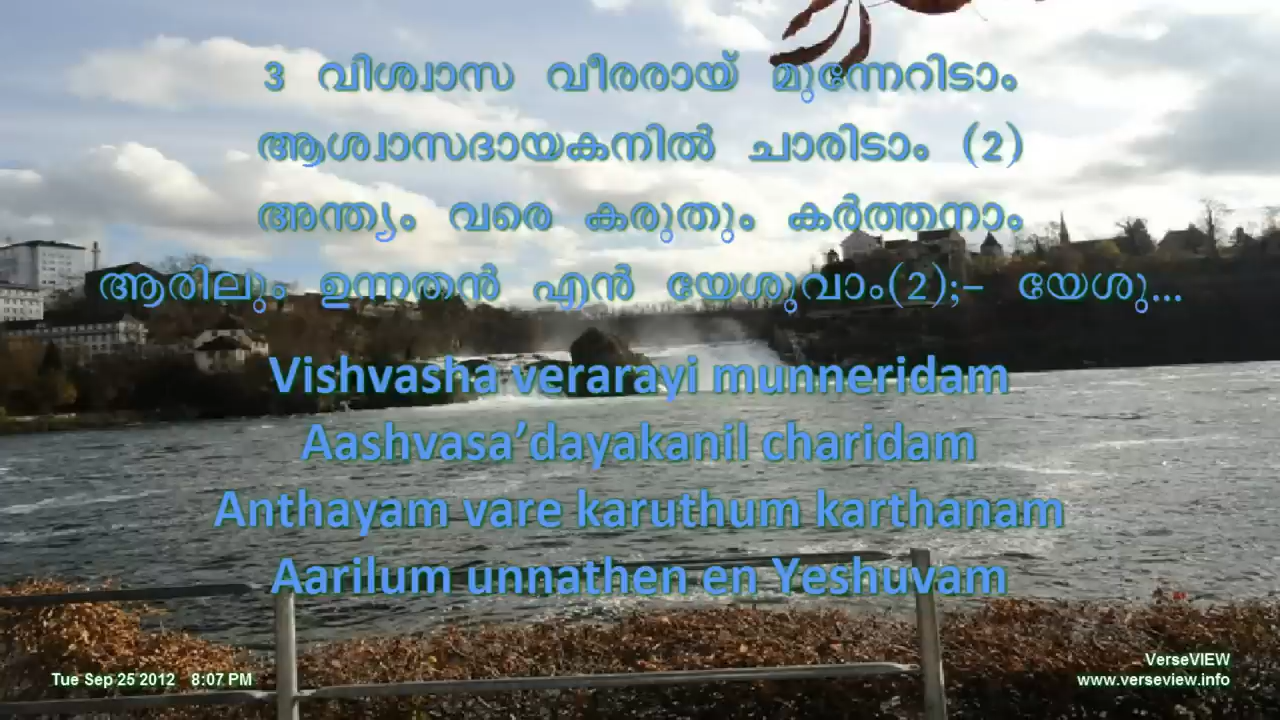 3 വിശ്വാസ വീരരായ് മുന്നേറിടാം
ആശ്വാസദായകനിൽ ചാരിടാം (2)
അന്ത്യം വരെ കരുതും കർത്തനാം
ആരിലും ഉന്നതൻ എൻ യേശുവാം(2);- യേശു...
Vishvasha verarayi munneridam
Aashvasa’dayakanil charidam
Anthayam vare karuthum karthanam
Aarilum unnathen en Yeshuvam
Tue Sep 25 2012 8:07 PM
VerseVIEW
www.verseview.info